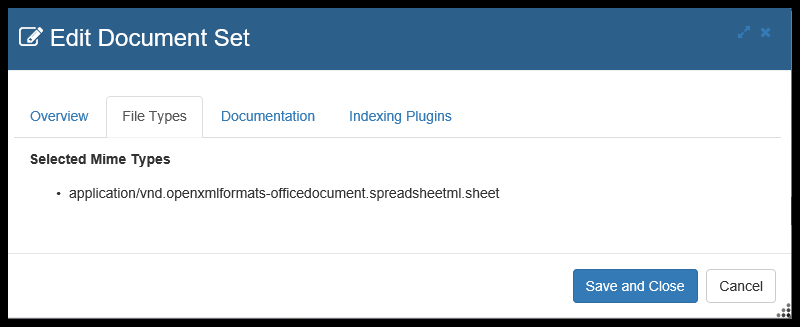 Edit Document Set
Overview File Types Documentation Indexing Plugins
Selected Mime Types
• application/vnd.openxmlformats-officedocument.spreadsheetml.sheet
Save and Close Cancel